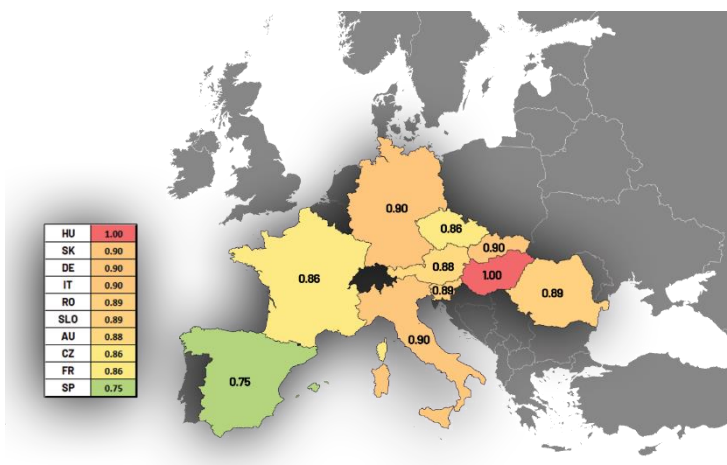 HU 1.00
SK 0.90
DE 0.90
IT 0.90
RO 0.89
SLO 0.89
AU 0.88
CZ 0.86
FR 0.86
SP 0.75
0.90
0.86
0.90
0.88
1.00
0.89
0.89
0.86
0.90
0.75